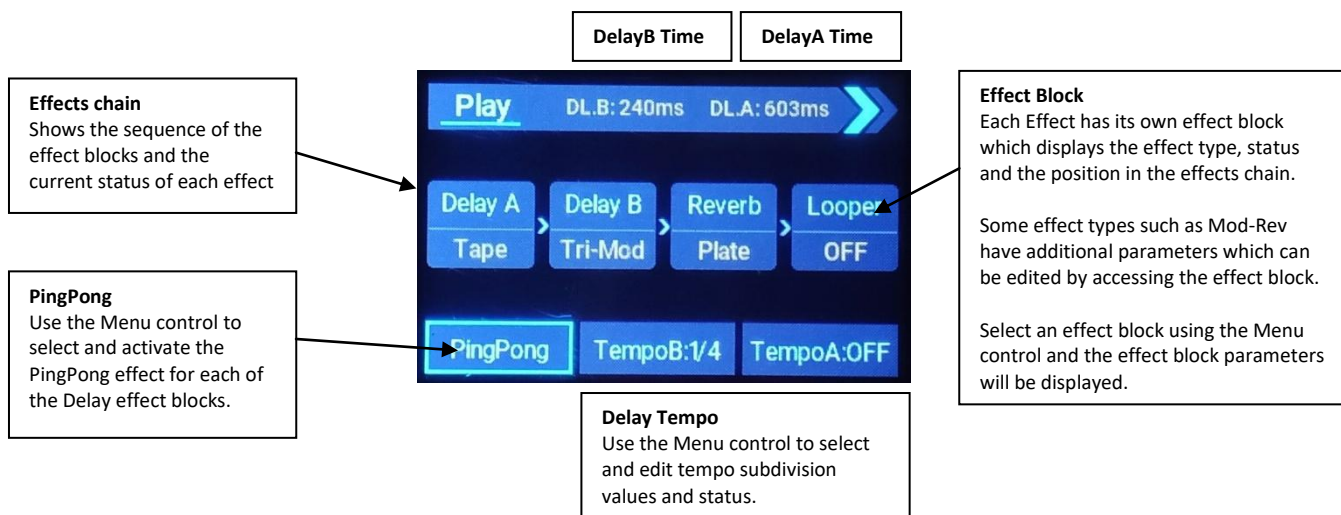 DelayB Time
DelayA Time
Effects chain
Shows the sequence of the
effect blocks and the
current status of each effect
PingPong
Use the Menu control to
select and activate the
PingPong effect for each of
the Delay effect blocks.
Play DL.B: 240ms DL.A: 603ms
Delay A Delay B Reverb Looper
Tape Tri-Mod Plate OFF
PingPong TempoB:1/4 TempoA:OFF
Delay Tempo
Use the Menu control to select
and edit tempo subdivision
values and status.
Effect Block
Each Effect has its own effect block
which displays the effect type, status
and the position in the effects chain.
Some effect types such as Mod-Rev
have additional parameters which can
be edited by accessing the effect block.
Select an effect block using the Menu
control and the effect block parameters
will be displayed.